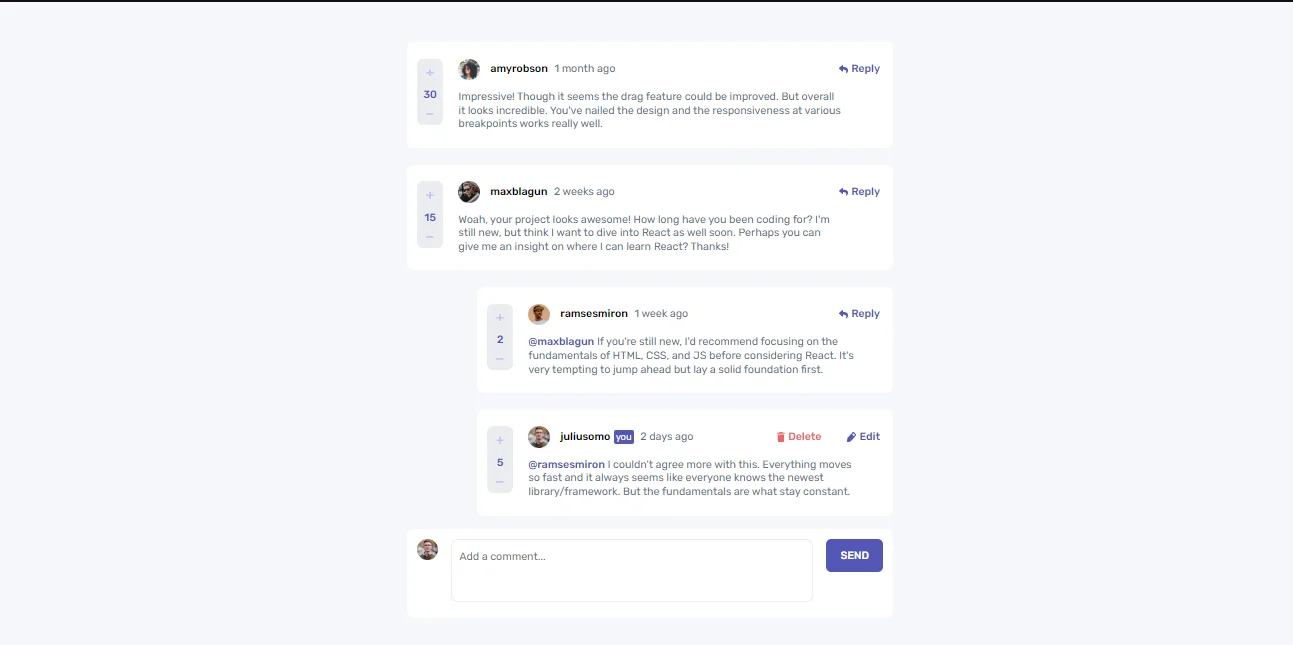 +
30
−
amyrobson 1 month ago
Reply
Impressive! Though it seems the drag feature could be improved. But overall
it looks incredible. You've nailed the design and the responsiveness at various
breakpoints works really well.
+
15
−
maxblagun 2 weeks ago
Reply
Woah, your project looks awesome! How long have you been coding for? I'm
still new, but think I want to dive into React as well soon. Perhaps you can
give me an insight on where I can learn React? Thanks!
+
2
−
ramsesmiron 1 week ago
Reply
@maxblagun If you're still new, I'd recommend focusing on the
fundamentals of HTML, CSS, and JS before considering React. It's
very tempting to jump ahead but lay a solid foundation first.
+
5
−
juliusomo you 2 days ago
Delete Edit
@ramsesmiron I couldn't agree more with this. Everything moves
so fast and it always seems like everyone knows the newest
library/framework. But the fundamentals are what stay constant.
Add a comment...
SEND